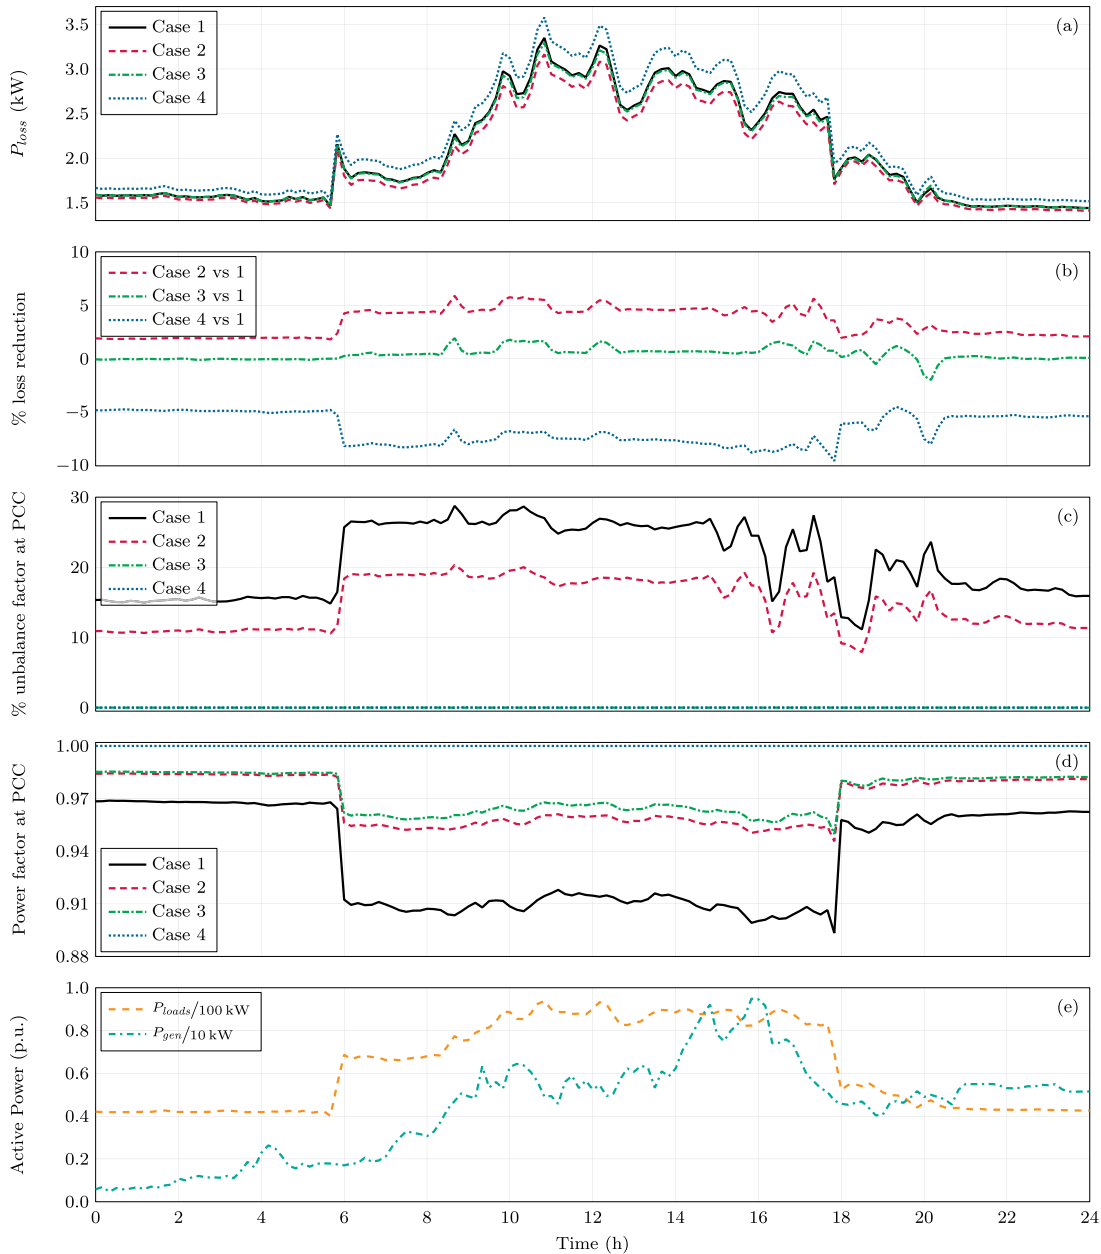 (a)
Case 1
Case 2
Case 3
Case 4
3.5
3.0
2.5
2.0
1.5
P_loss (kW)
(b)
Case 2 vs 1
Case 3 vs 1
Case 4 vs 1
10
5
0
−5
−10
% loss reduction
(c)
Case 1
Case 2
Case 3
Case 4
30
20
10
0
% unbalance factor at PCC
(d)
Case 1
Case 2
Case 3
Case 4
1.00
0.97
0.94
0.91
0.88
Power factor at PCC
(e)
P_loads/100 kW
P_gen/10 kW
1.0
0.8
0.6
0.4
0.2
0.0
Active Power (p.u.)
0 2 4 6 8 10 12 14 16 18 20 22 24
Time (h)